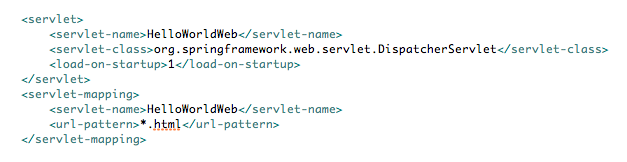 <servlet>
    <servlet-name>HelloWorldWeb</servlet-name>
    <servlet-class>org.springframework.web.servlet.DispatcherServlet</servlet-class>
    <load-on-startup>1</load-on-startup>
</servlet>
<servlet-mapping>
    <servlet-name>HelloWorldWeb</servlet-name>
    <url-pattern>*.html</url-pattern>
</servlet-mapping>